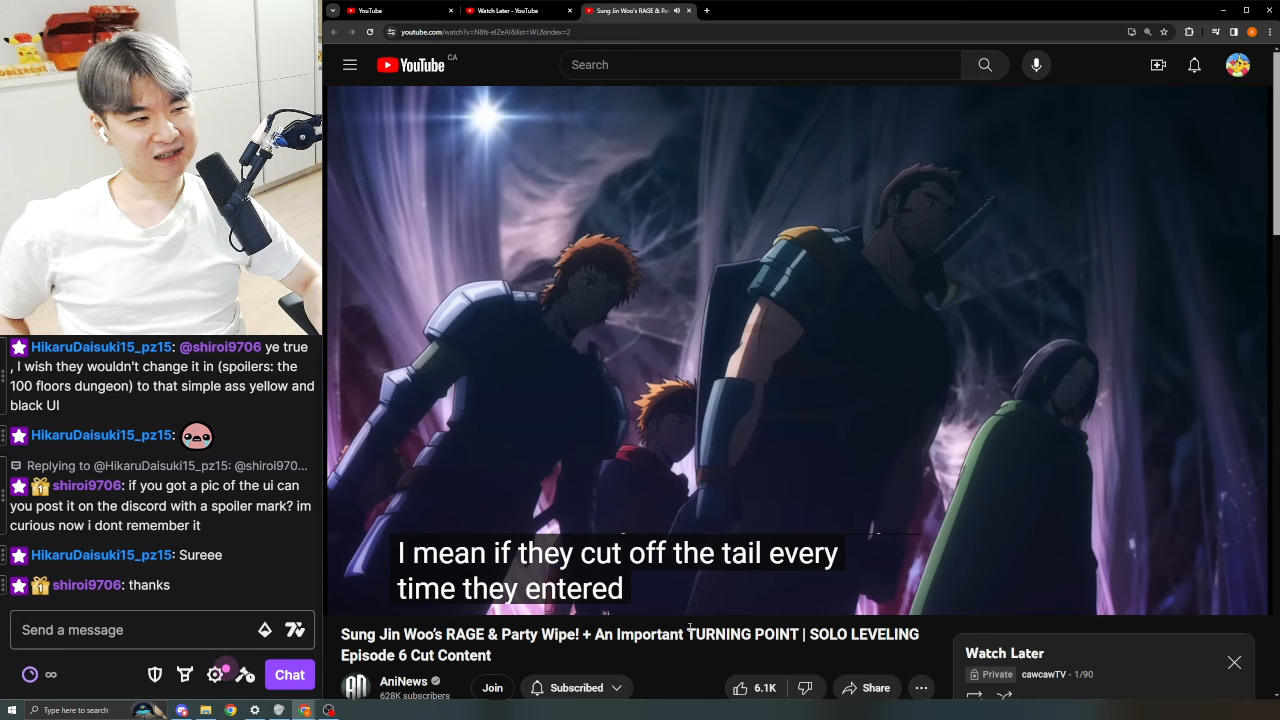 YouTube
Watch Later - YouTube
Sung Jin Woo's RAGE & Pa
youtube.com/watch?v=N8fs-eIZeAI&list=WL&index=2
YouTube CA
Search
HikaruDaisuki15_pz15: @shiroi9706 ye true
, I wish they wouldn't change it in (spoilers: the
100 floors dungeon) to that simple ass yellow and
black UI
HikaruDaisuki15_pz15:
Replying to @HikaruDaisuki15_pz15: @shiroi970...
shiroi9706: if you got a pic of the ui can
you post it on the discord with a spoiler mark? im
curious now i dont remember it
HikaruDaisuki15_pz15: Sureee
shiroi9706: thanks
Send a message
Chat
I mean if they cut off the tail every
time they entered
Sung Jin Woo's RAGE & Party Wipe! + An Important TURNING POINT | SOLO LEVELING
Episode 6 Cut Content
AniNews
628K subscribers
Join
Subscribed
6.1K
Share
Watch Later
Private
cawcawTV - 1/90
Type here to search